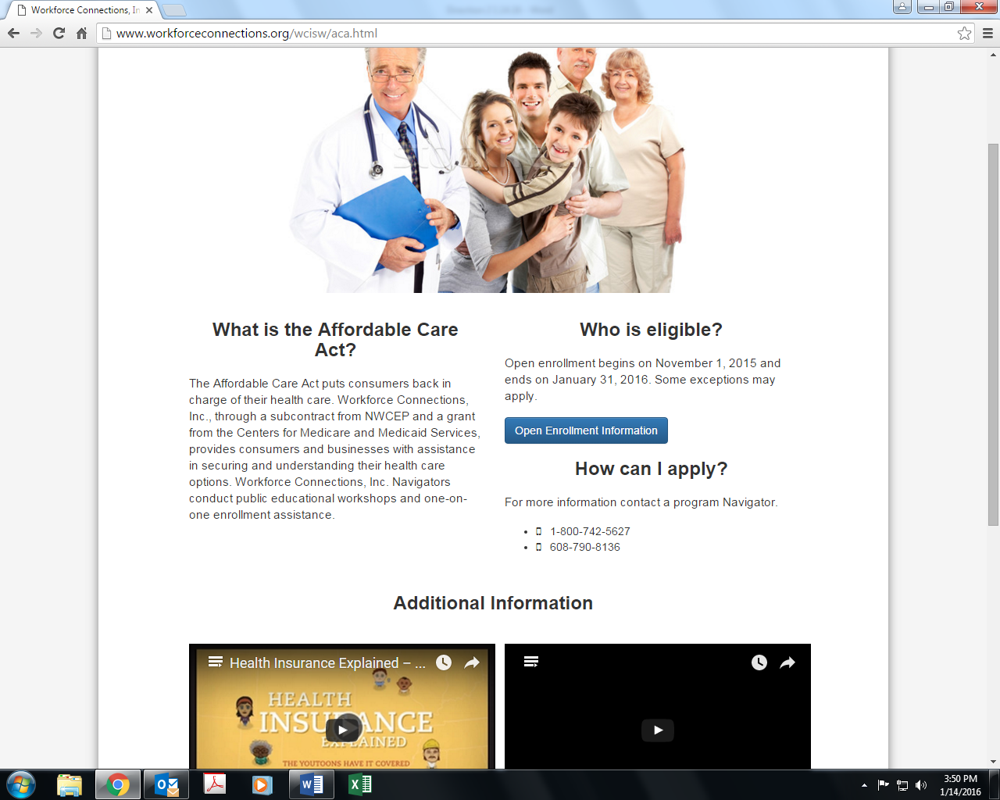 Workforce Connections, In
www.workforceconnections.org/wcisw/aca.html
What is the Affordable Care
Act?
The Affordable Care Act puts consumers back in
charge of their health care. Workforce Connections,
Inc., through a subcontract from NWCEP and a grant
from the Centers for Medicare and Medicaid Services,
provides consumers and businesses with assistance
in securing and understanding their health care
options. Workforce Connections, Inc. Navigators
conduct public educational workshops and one-on-
one enrollment assistance.
Who is eligible?
Open enrollment begins on November 1, 2015 and
ends on January 31, 2016. Some exceptions may
apply.
Open Enrollment Information
How can I apply?
For more information contact a program Navigator.
1-800-742-5627
608-790-8136
Additional Information
Health Insurance Explained – ...
HEALTH
INSURANCE
EXPLAINED
THE YOUTOONS HAVE IT COVERED
3:50 PM
1/14/2016